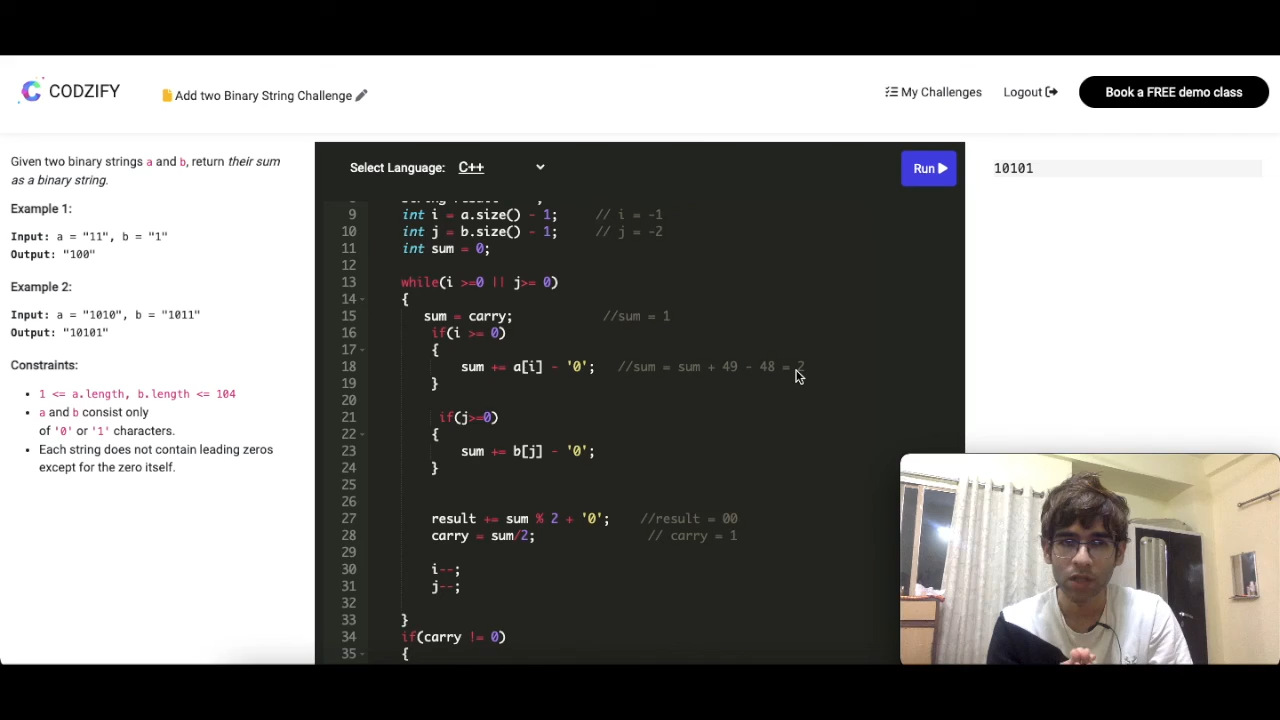 CODZIFY
Add two Binary String Challenge
My Challenges
Logout
Book a FREE demo class
Given two binary strings a and b, return their sum
as a binary string.
Example 1:
Input: a = "11", b = "1"
Output: "100"
Example 2:
Input: a = "1010", b = "1011"
Output: "10101"
Constraints:
1 <= a.length, b.length <= 104
a and b consist only
of '0' or '1' characters.
Each string does not contain leading zeros
except for the zero itself.
Select Language: C++
Run
9 int i = a.size() - 1; // i = -1
10 int j = b.size() - 1; // j = -2
11 int sum = 0;
12
13 while(i >=0 || j>= 0)
14 {
15 sum = carry; //sum = 1
16 if(i >= 0)
17 {
18 sum += a[i] - '0'; //sum = sum + 49 - 48 = 2
19 }
20
21 if(j>=0)
22 {
23 sum += b[j] - '0';
24 }
25
26
27 result += sum % 2 + '0'; //result = 00
28 carry = sum/2; // carry = 1
29
30 i--;
31 j--;
32
33 }
34 if(carry != 0)
35 {
10101